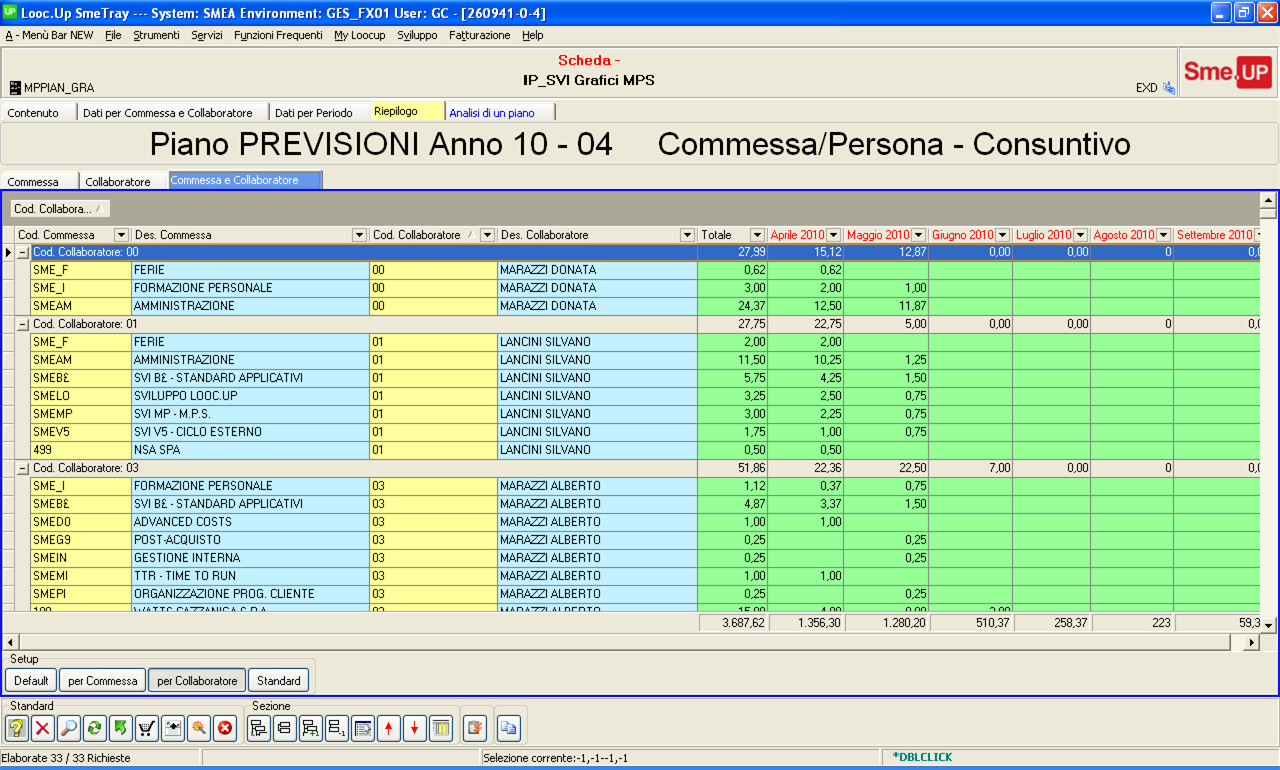 UP Looc.Up SmeTray --- System: SMEA Environment: GES_FX01 User: GC - [260941-0-4]
A - Menù Bar NEW File Strumenti Servizi Funzioni Frequenti My Loocup Sviluppo Fatturazione Help
Scheda -
IP_SVI Grafici MPS
MPPIAN_GRA
EXD
Sme.UP
Contenuto Dati per Commessa e Collaboratore Dati per Periodo Riepilogo Analisi di un piano
Piano PREVISIONI Anno 10 - 04 Commessa/Persona - Consuntivo
Commessa Collaboratore Commessa e Collaboratore
Cod. Collabora...
Cod. Commessa Des. Commessa Cod. Collaboratore Des. Collaboratore Totale Aprile 2010 Maggio 2010 Giugno 2010 Luglio 2010 Agosto 2010 Settembre 2010
Cod. Collaboratore: 00 27,99 15,12 12,87 0,00 0,00 0 0,0
SME_F FERIE 00 MARAZZI DONATA 0,62 0,62
SME_I FORMAZIONE PERSONALE 00 MARAZZI DONATA 3,00 2,00 1,00
SMEAM AMMINISTRAZIONE 00 MARAZZI DONATA 24,37 12,50 11,87
Cod. Collaboratore: 01 27,75 22,75 5,00 0,00 0,00 0 0,0
SME_F FERIE 01 LANCINI SILVANO 2,00 2,00
SMEAM AMMINISTRAZIONE 01 LANCINI SILVANO 11,50 10,25 1,25
SMEB£ SVI B£ - STANDARD APPLICATIVI 01 LANCINI SILVANO 5,75 4,25 1,50
SMELO SVILUPPO LOOC.UP 01 LANCINI SILVANO 3,25 2,50 0,75
SMEMP SVI MP - M.P.S. 01 LANCINI SILVANO 3,00 2,25 0,75
SMEV5 SVI V5 - CICLO ESTERNO 01 LANCINI SILVANO 1,75 1,00 0,75
499 NSA SPA 01 LANCINI SILVANO 0,50 0,50
Cod. Collaboratore: 03 51,86 22,36 22,50 7,00 0,00 0 0,0
SME_I FORMAZIONE PERSONALE 03 MARAZZI ALBERTO 1,12 0,37 0,75
SMEB£ SVI B£ - STANDARD APPLICATIVI 03 MARAZZI ALBERTO 4,87 3,37 1,50
SMED0 ADVANCED COSTS 03 MARAZZI ALBERTO 1,00 1,00
SMEG9 POST-ACQUISTO 03 MARAZZI ALBERTO 0,25 0,25
SMEIN GESTIONE INTERNA 03 MARAZZI ALBERTO 0,25 0,25
SMEMI TTR - TIME TO RUN 03 MARAZZI ALBERTO 1,00 1,00
SMEPI ORGANIZZAZIONE PROG. CLIENTE 03 MARAZZI ALBERTO 0,25 0,25
MARAZZI ALBERTO
3.687,62 1.356,30 1.280,20 510,37 258,37 223 59,3
Setup
Default per Commessa per Collaboratore Standard
Standard Sezione
Elaborate 33 / 33 Richieste Selezione corrente:-1,-1--1,-1 *DBLCLICK